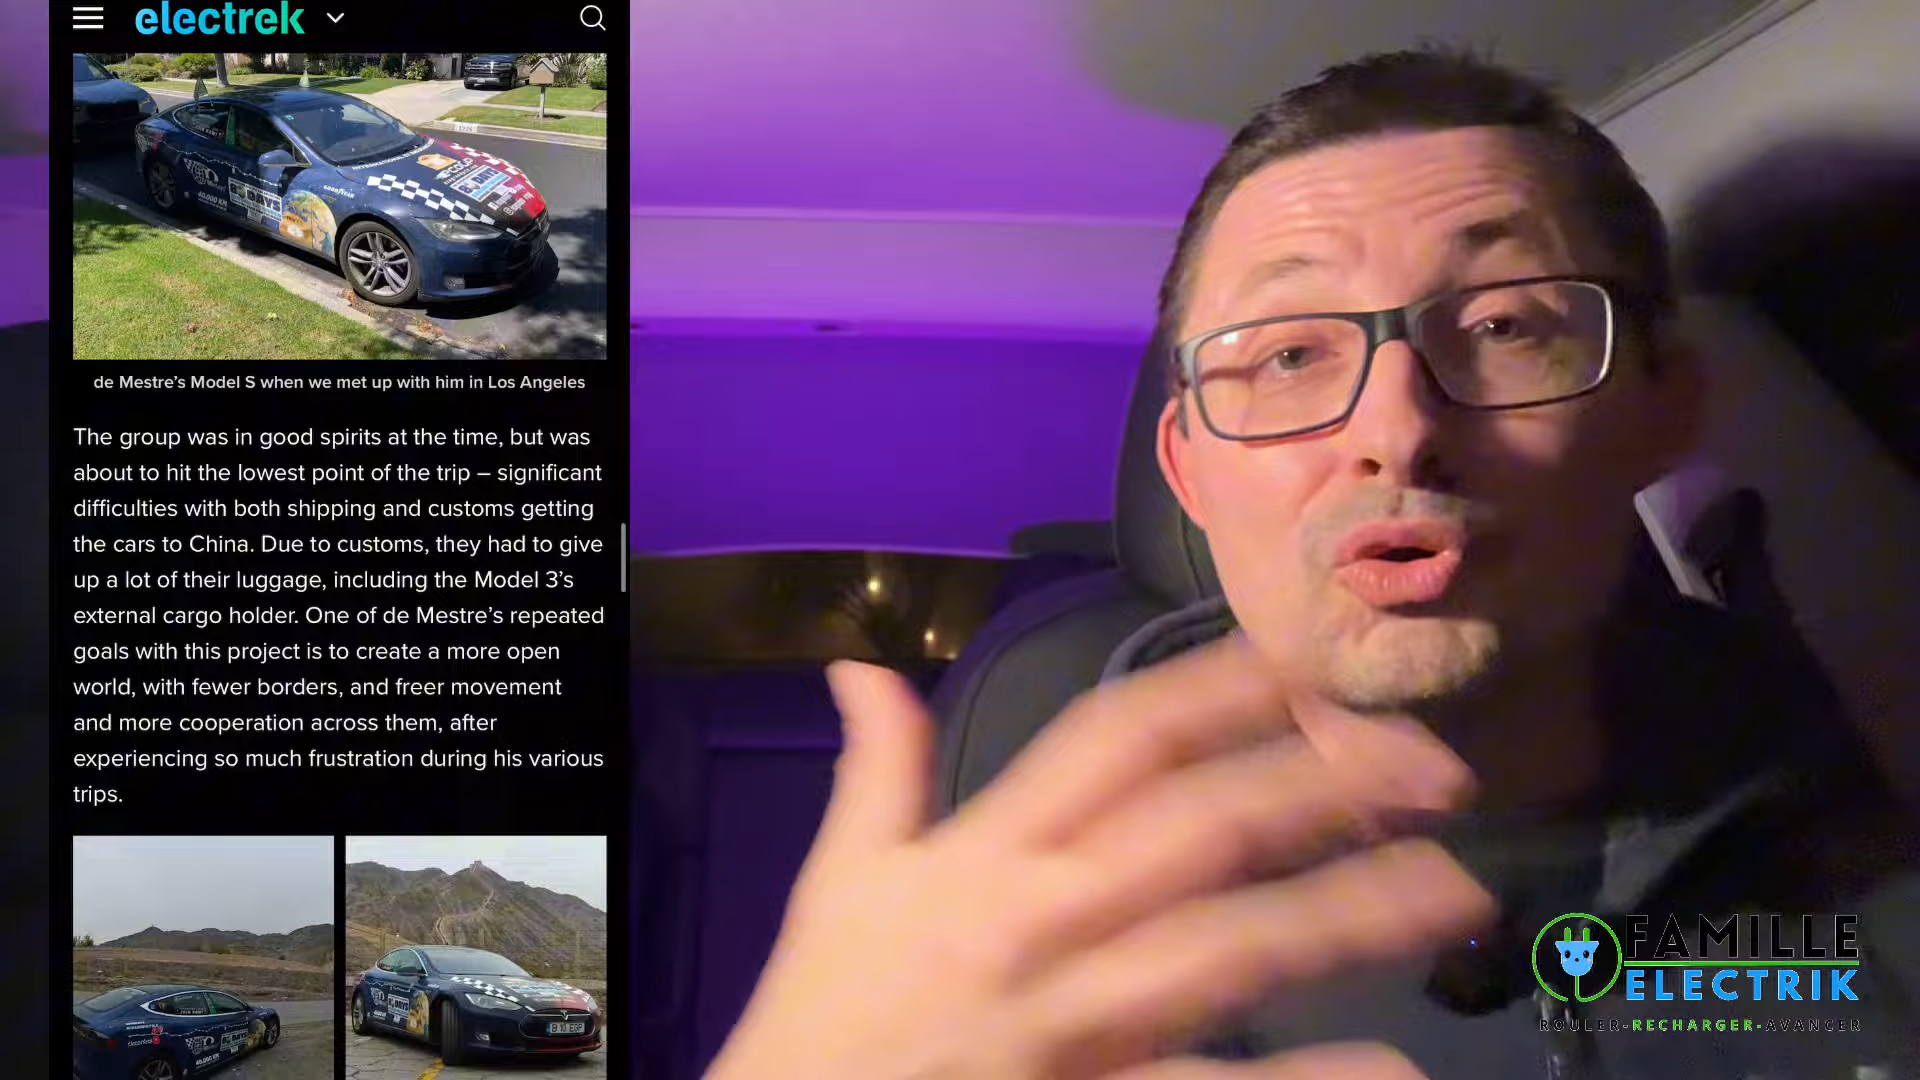 electrek
de Mestre’s Model S when we met up with him in Los Angeles
The group was in good spirits at the time, but was
about to hit the lowest point of the trip – significant
difficulties with both shipping and customs getting
the cars to China. Due to customs, they had to give
up a lot of their luggage, including the Model 3’s
external cargo holder. One of de Mestre’s repeated
goals with this project is to create a more open
world, with fewer borders, and freer movement
and more cooperation across them, after
experiencing so much frustration during his various
trips.
FAMILLE
ELECTRIK
ROULER-RECHARGER-AVANCER